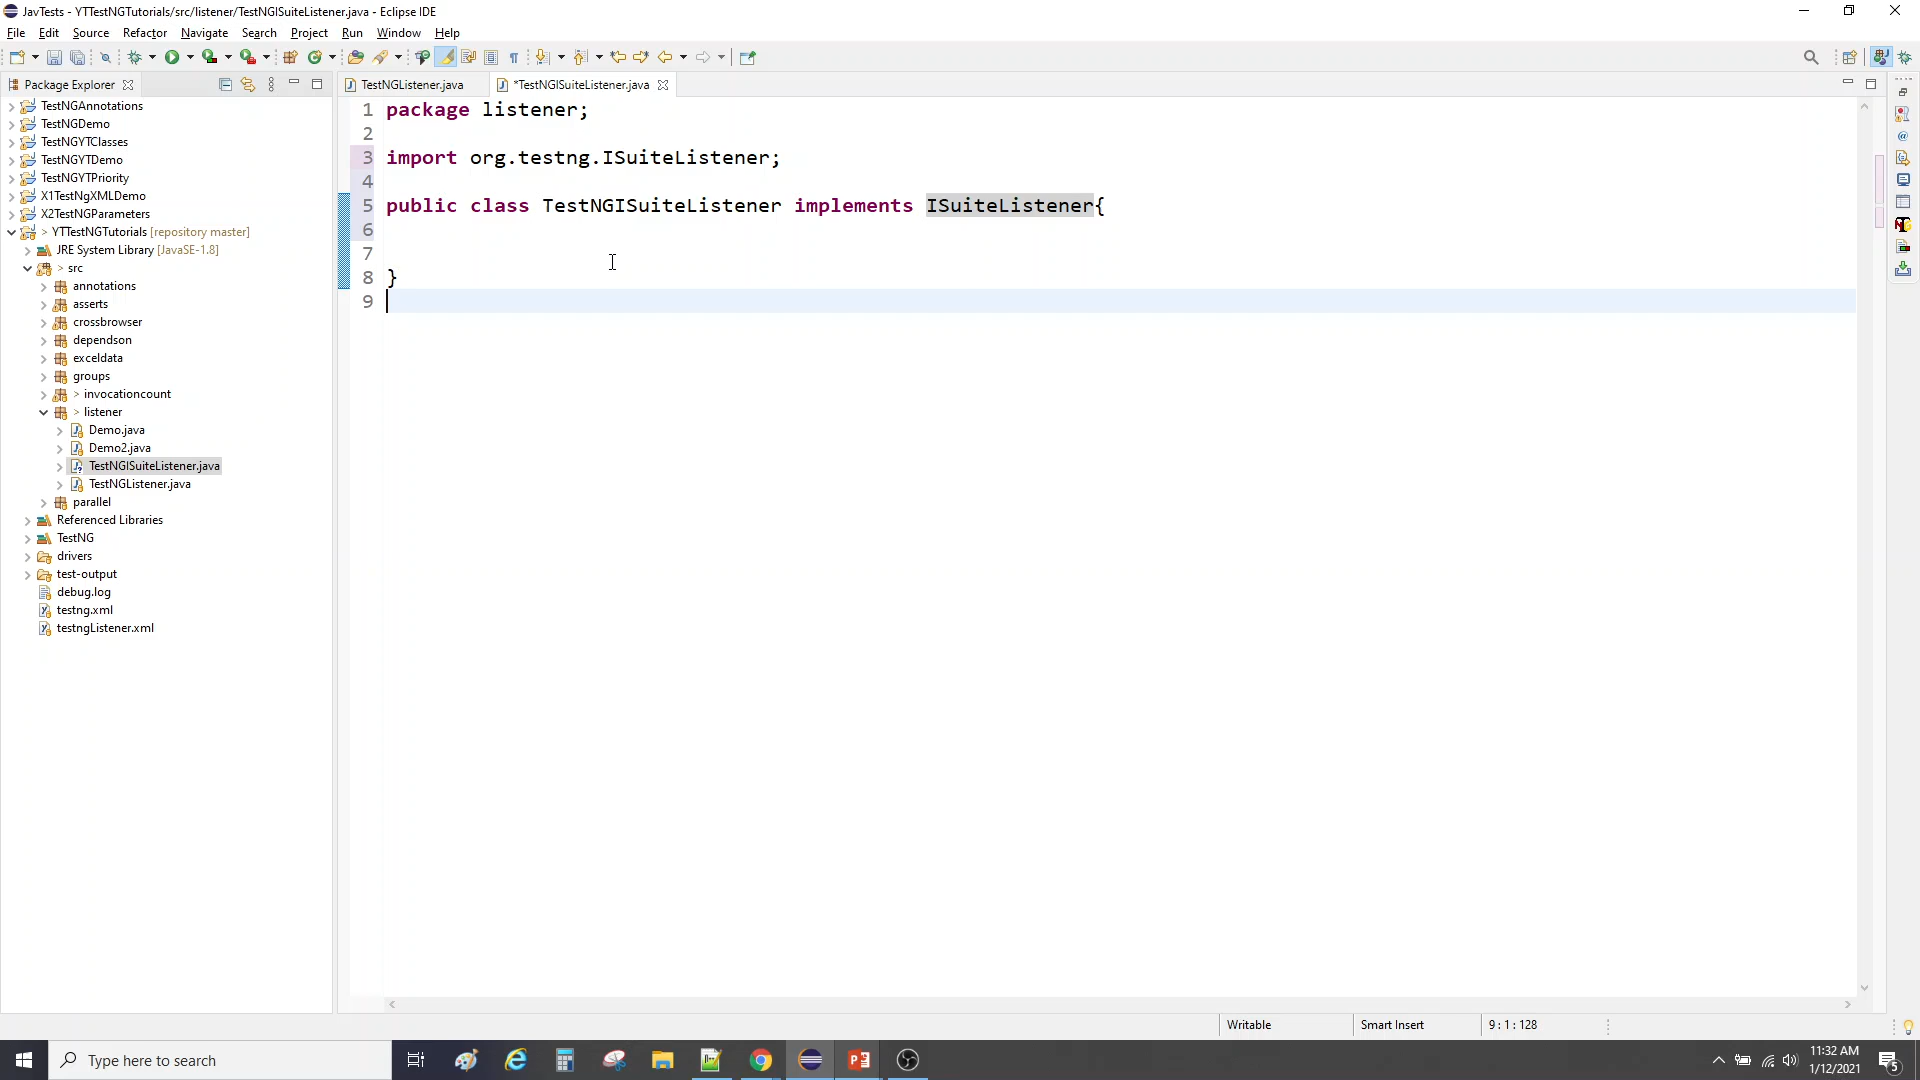 JavTests - YTTestNGTutorials/src/listener/TestNGISuiteListener.java - Eclipse IDE
File Edit Source Refactor Navigate Search Project Run Window Help
Package Explorer
TestNGListener.java
*TestNGISuiteListener.java
TestNGAnnotations
TestNGDemo
TestNGYTClasses
TestNGYTDemo
TestNGYTPriority
X1TestNgXMLDemo
X2TestNGParameters
> YTTestNGTutorials [repository master]
JRE System Library [JavaSE-1.8]
> src
annotations
asserts
crossbrowser
dependson
exceldata
groups
> invocationcount
> listener
Demo.java
Demo2.java
TestNGISuiteListener.java
TestNGListener.java
parallel
Referenced Libraries
TestNG
drivers
test-output
debug.log
testng.xml
testngListener.xml
1 package listener;
2
3 import org.testng.ISuiteListener;
4
5 public class TestNGISuiteListener implements ISuiteListener{
6
7
8 }
9
Writable
Smart Insert
9 : 1 : 128
Type here to search
11:32 AM
1/12/2021
5